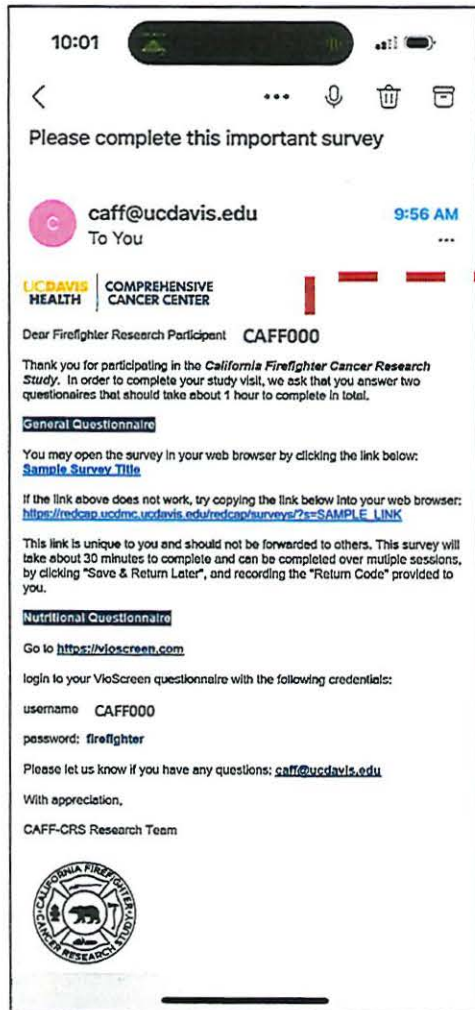 10:01
Please complete this important survey
C
caff@ucdavis.edu
9:56 AM
To You
UCDAVIS HEALTH
COMPREHENSIVE CANCER CENTER
Dear Firefighter Research Participant CAFF000
Thank you for participating in the California Firefighter Cancer Research
Study. In order to complete your study visit, we ask that you answer two
questionaires that should take about 1 hour to complete in total.
General Questionnaire
You may open the survey in your web browser by clicking the link below:
Sample Survey Title
If the link above does not work, try copying the link below into your web browser:
https://redcap.ucdmc.ucdavis.edu/redcap/surveys/?s=SAMPLE_LINK
This link is unique to you and should not be forwarded to others. This survey will
take about 30 minutes to complete and can be completed over mutiple sessions,
by clicking "Save & Return Later", and recording the "Return Code" provided to
you.
Nutritional Questionnaire
Go to https://vioscreen.com
login to your VioScreen questionnaire with the following credentials:
username CAFF000
password: firefighter
Please let us know if you have any questions: caff@ucdavis.edu
With appreciation,
CAFF-CRS Research Team
CALIFORNIA FIREFIGHTER
CANCER RESEARCH STUDY